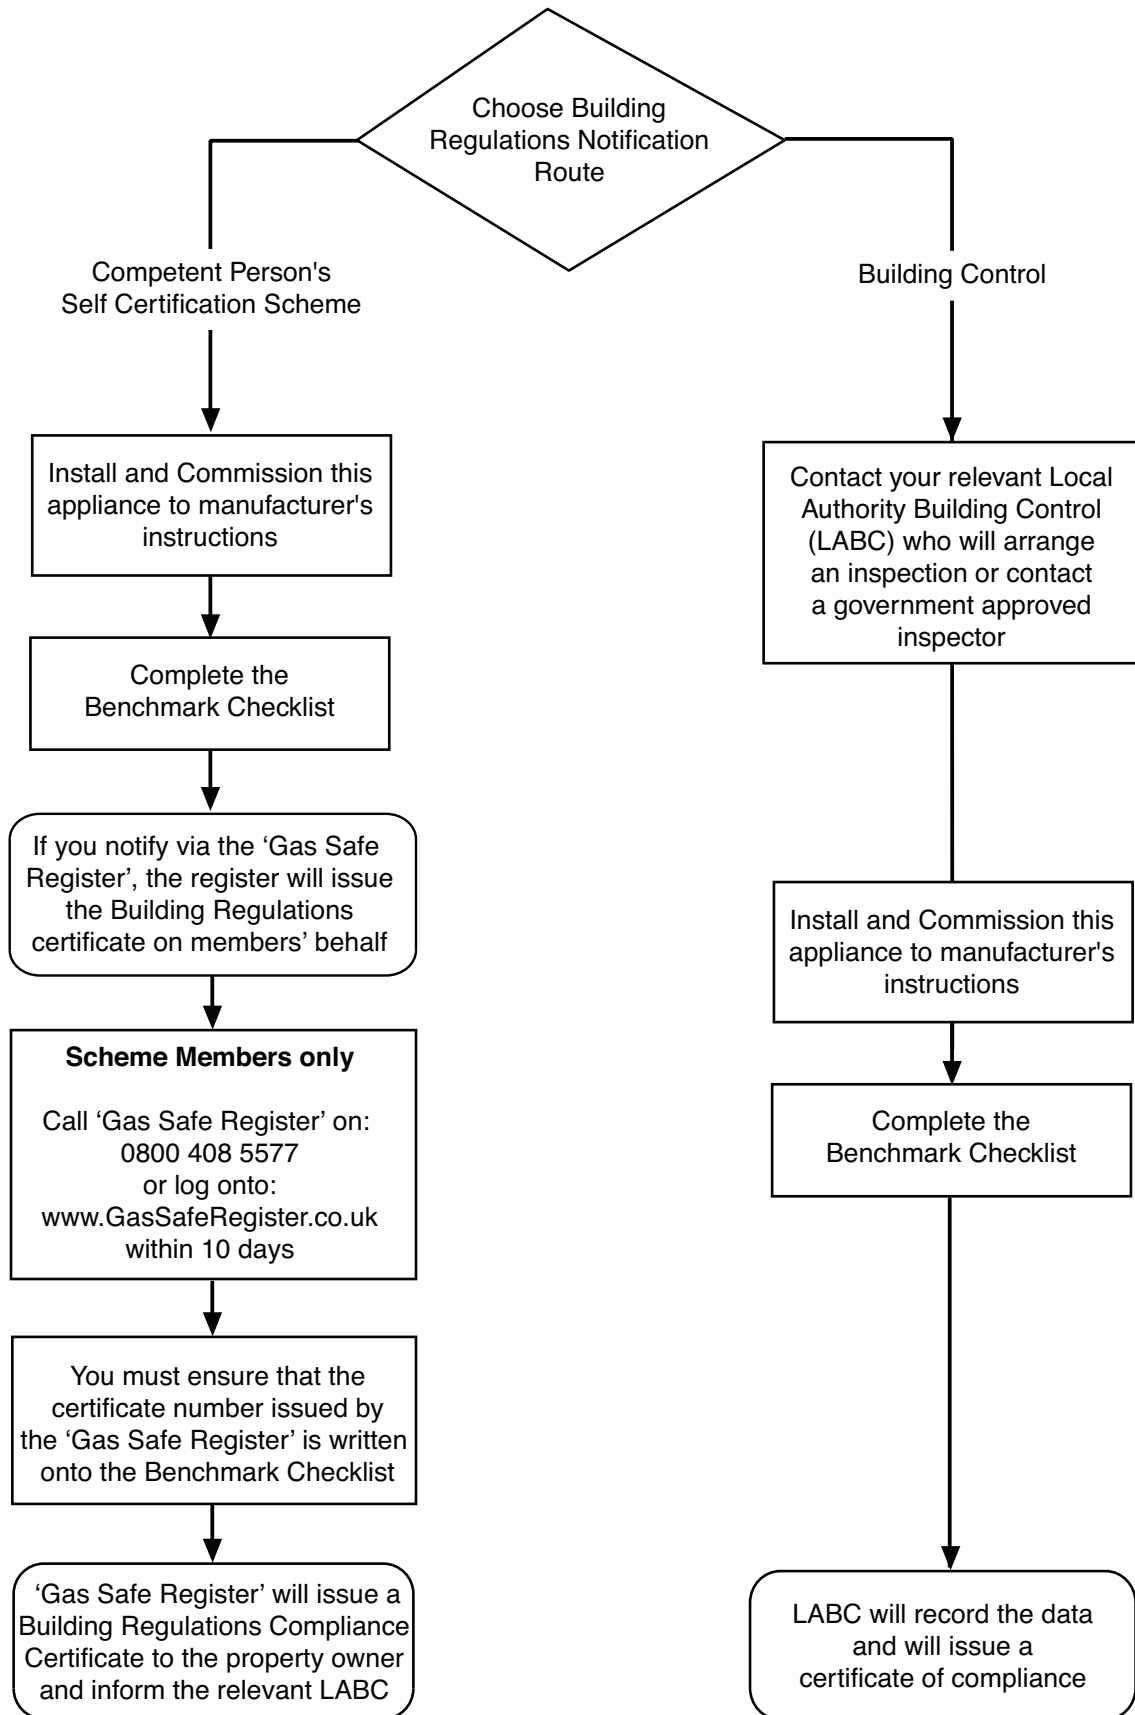 Choose Building
Regulations Notification
Route
Competent Person's
Self Certification Scheme
Building Control
Install and Commission this
appliance to manufacturer's
instructions
Contact your relevant Local
Authority Building Control
(LABC) who will arrange
an inspection or contact
a government approved
inspector
Complete the
Benchmark Checklist
If you notify via the ‘Gas Safe
Register’, the register will issue
the Building Regulations
certificate on members’ behalf
Install and Commission this
appliance to manufacturer's
instructions
Scheme Members only
Call ‘Gas Safe Register’ on:
0800 408 5577
or log onto:
www.GasSafeRegister.co.uk
within 10 days
Complete the
Benchmark Checklist
You must ensure that the
certificate number issued by
the ‘Gas Safe Register’ is written
onto the Benchmark Checklist
‘Gas Safe Register’ will issue a
Building Regulations Compliance
Certificate to the property owner
and inform the relevant LABC
LABC will record the data
and will issue a
certificate of compliance